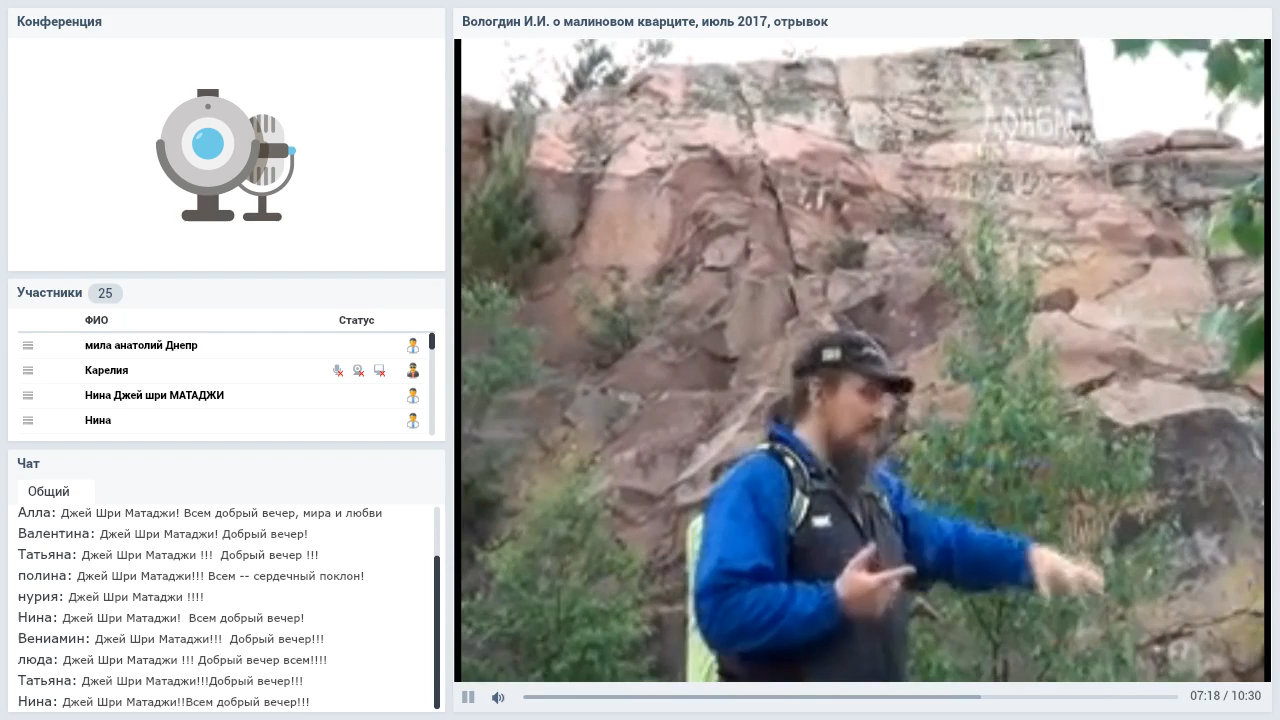 Конференция
Участники 25
ФИО Статус
мила анатолий Днепр
Карелия
Нина Джей шри МАТАДЖИ
Нина
Чат
Общий
Алла: Джей Шри Матаджи! Всем добрый вечер, мира и любви
Валентина: Джей Шри Матаджи! Добрый вечер!
Татьяна: Джей Шри Матаджи !!!  Добрый вечер !!!
полина: Джей Шри Матаджи!!! Всем -- сердечный поклон!
нурия: Джей Шри Матаджи !!!!
Нина: Джей Шри Матаджи!  Всем добрый вечер!
Вениамин: Джей Шри Матаджи!!!  Добрый вечер!!!
люда: Джей Шри Матаджи !!! Добрый вечер всем!!!!
Татьяна: Джей Шри Матаджи!!!Добрый вечер!!!
Нина: Джей Шри Матаджи!!Всем добрый вечер!!!
Вологдин И.И. о малиновом кварците, июль 2017, отрывок
ДОНБАС
07:18 / 10:30